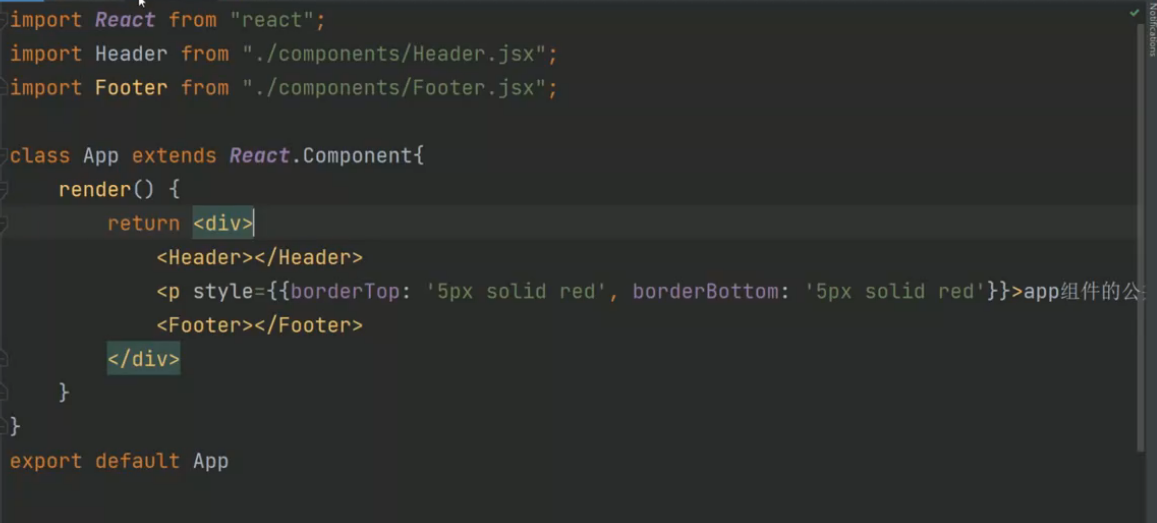 import React from "react";
import Header from "./components/Header.jsx";
import Footer from "./components/Footer.jsx";
class App extends React.Component{
render() {
return <div>
<Header></Header>
<p style={{borderTop: '5px solid red', borderBottom: '5px solid red'}}>app组件的公
<Footer></Footer>
</div>
}
}
export default App
Notifications